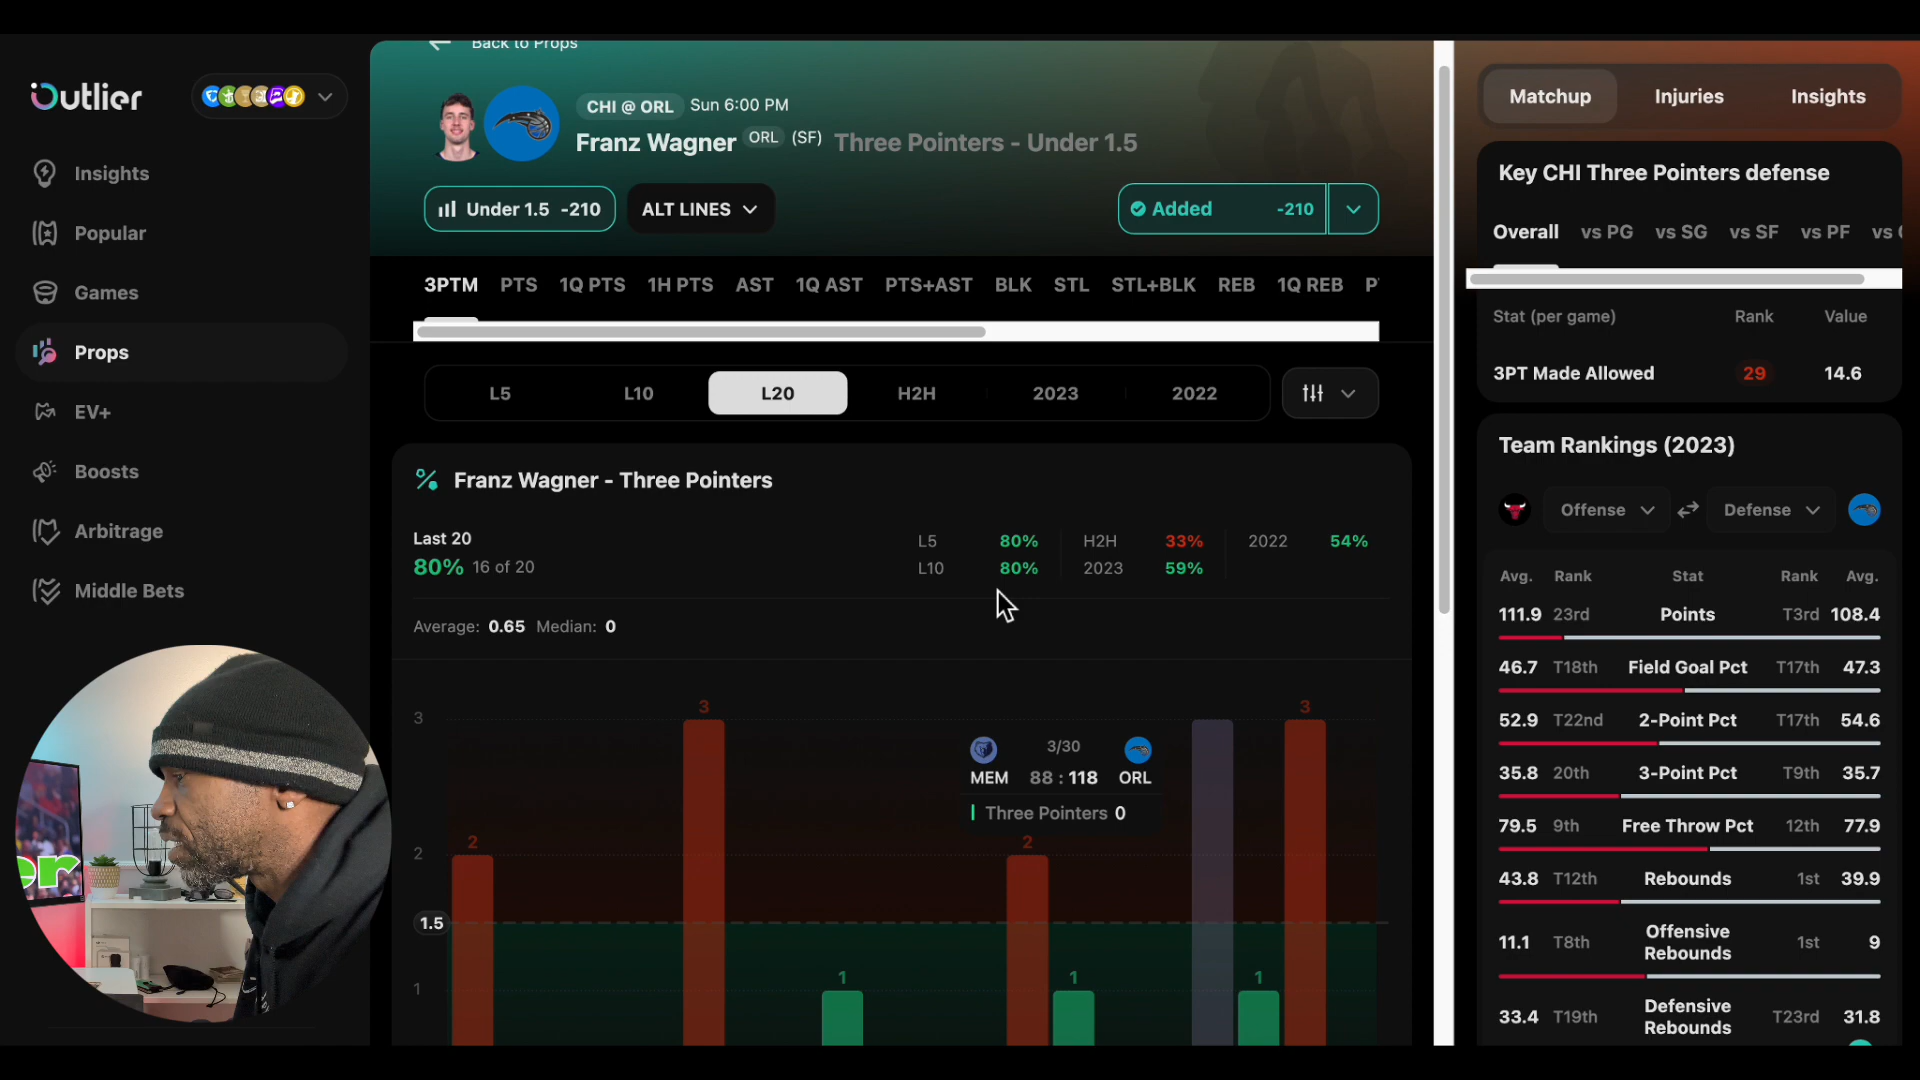 Outlier
Insights
Popular
Games
Props
EV+
Boosts
Arbitrage
Middle Bets
er
Back to Props
CHI @ ORL Sun 6:00 PM
Franz Wagner ORL (SF) Three Pointers - Under 1.5
Under 1.5 -210 ALT LINES
Added -210
3PTM PTS 1Q PTS 1H PTS AST 1Q AST PTS+AST BLK STL STL+BLK REB 1Q REB P
L5 L10 L20 H2H 2023 2022
Franz Wagner - Three Pointers
Last 20
80% 16 of 20
L5 80% H2H 33% 2022 54%
L10 80% 2023 59%
Average: 0.65 Median: 0
3 3
3
3/30
MEM 88 : 118 ORL
Three Pointers 0
2 2
2
1.5
1 1 1
1
Matchup Injuries Insights
Key CHI Three Pointers defense
Overall vs PG vs SG vs SF vs PF vs
Stat (per game) Rank Value
3PT Made Allowed 29 14.6
Team Rankings (2023)
Offense Defense
Avg. Rank Stat Rank Avg.
111.9 23rd Points T3rd 108.4
46.7 T18th Field Goal Pct T17th 47.3
52.9 T22nd 2-Point Pct T17th 54.6
35.8 20th 3-Point Pct T9th 35.7
79.5 9th Free Throw Pct 12th 77.9
43.8 T12th Rebounds 1st 39.9
11.1 T8th Offensive Rebounds 1st 9
33.4 T19th Defensive Rebounds T23rd 31.8